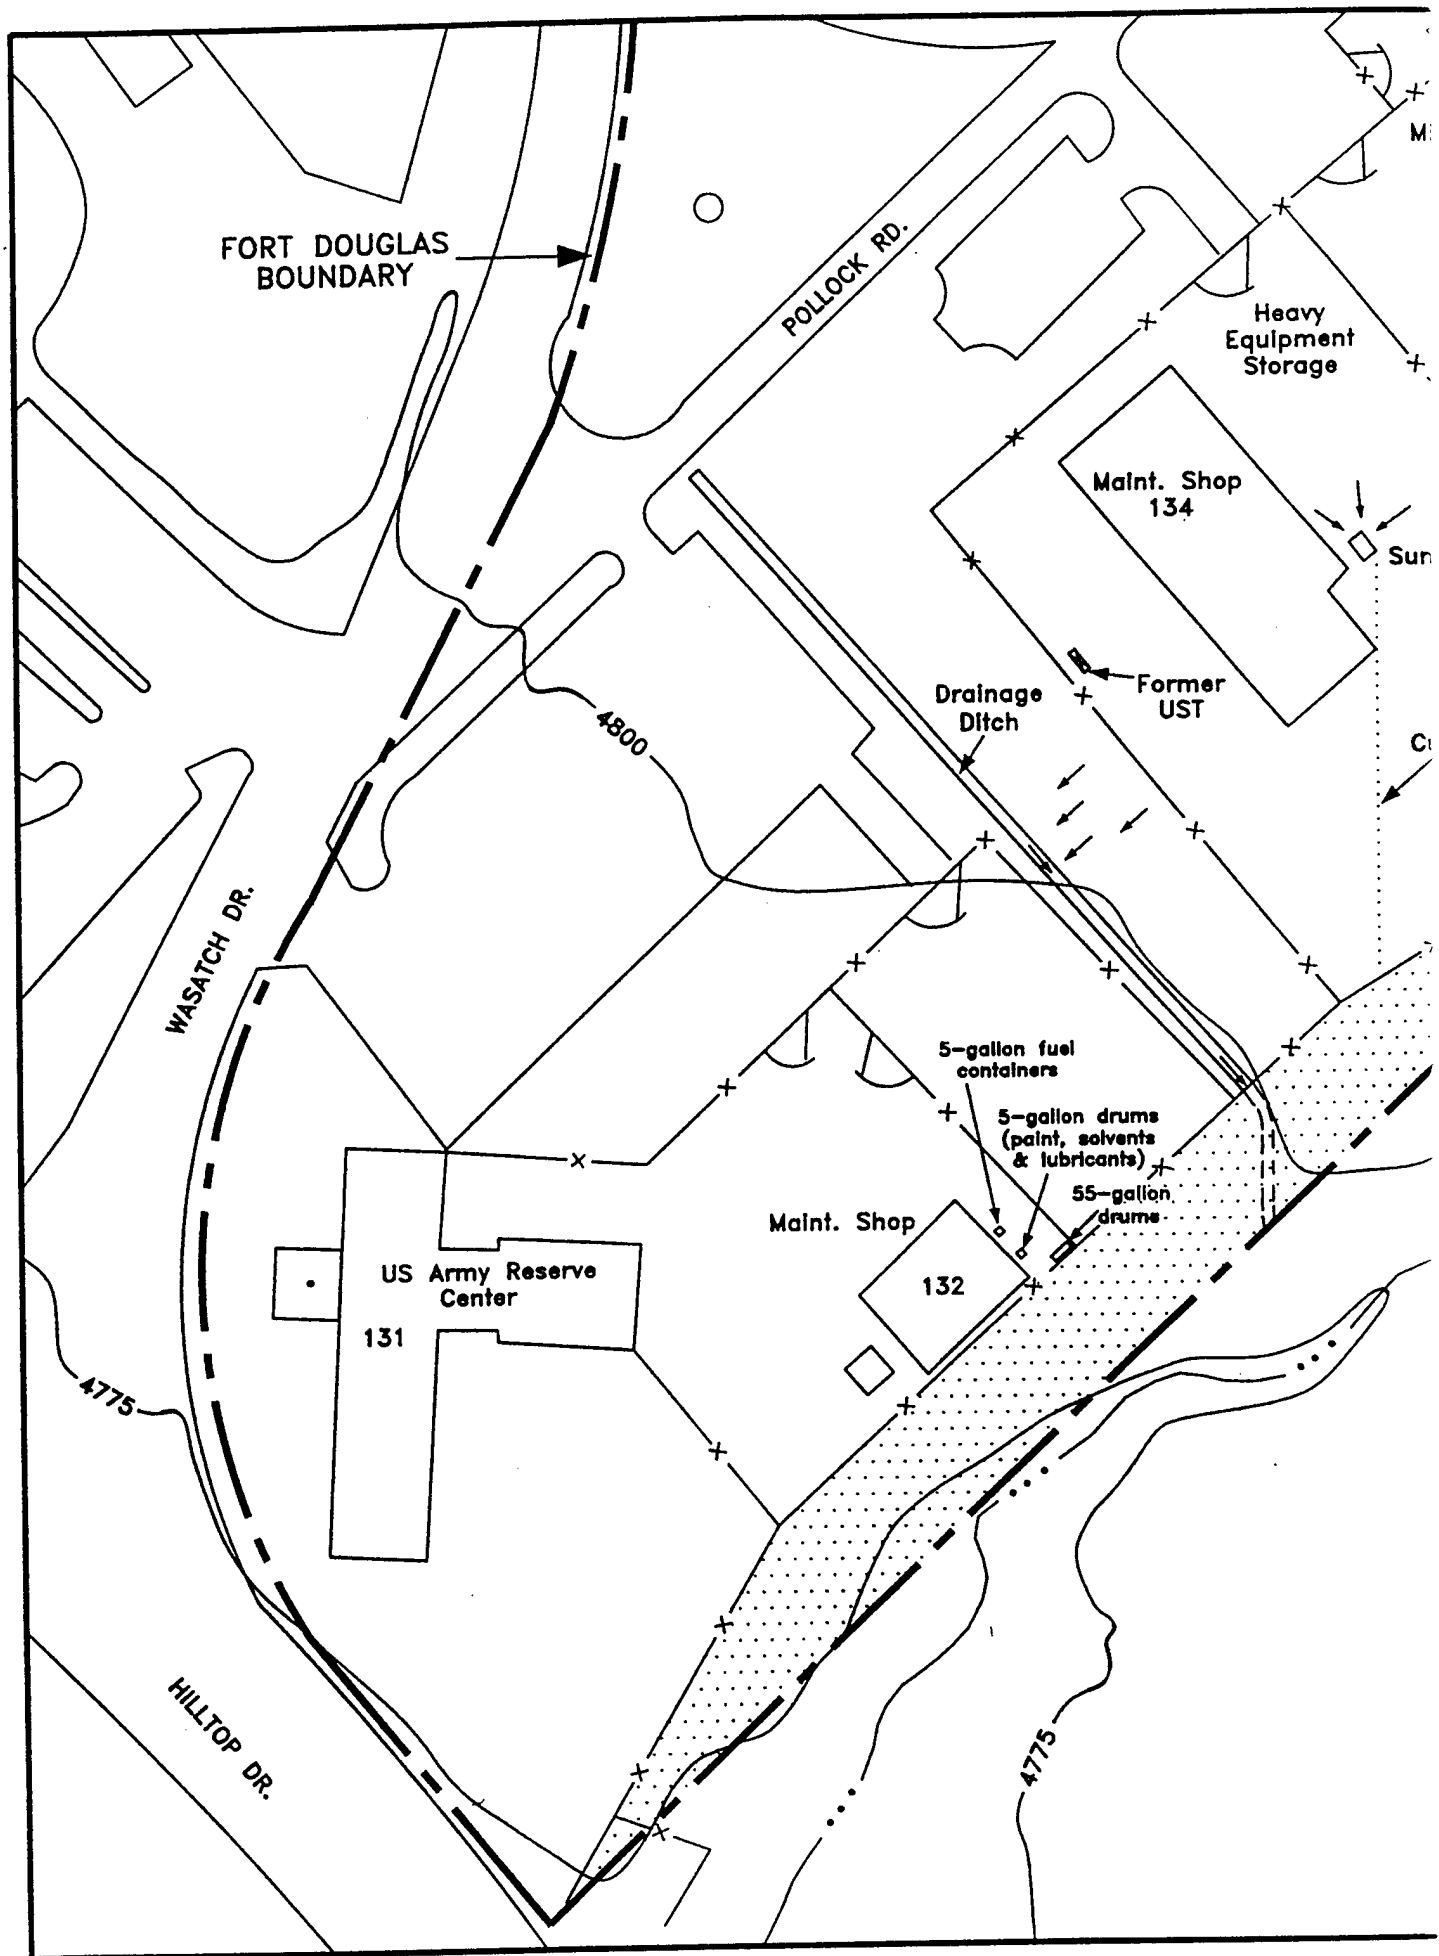 FORT DOUGLAS
BOUNDARY
POLLOCK RD.
Heavy
Equipment
Storage
Maint. Shop
134
Former
UST
Drainage
Ditch
4800
WASATCH DR.
5-gallon fuel
containers
5-gallon drums
(paint, solvents
& lubricants)
55-gallon
drums
Maint. Shop
132
US Army Reserve
Center
131
4775
HILLTOP DR.
4775